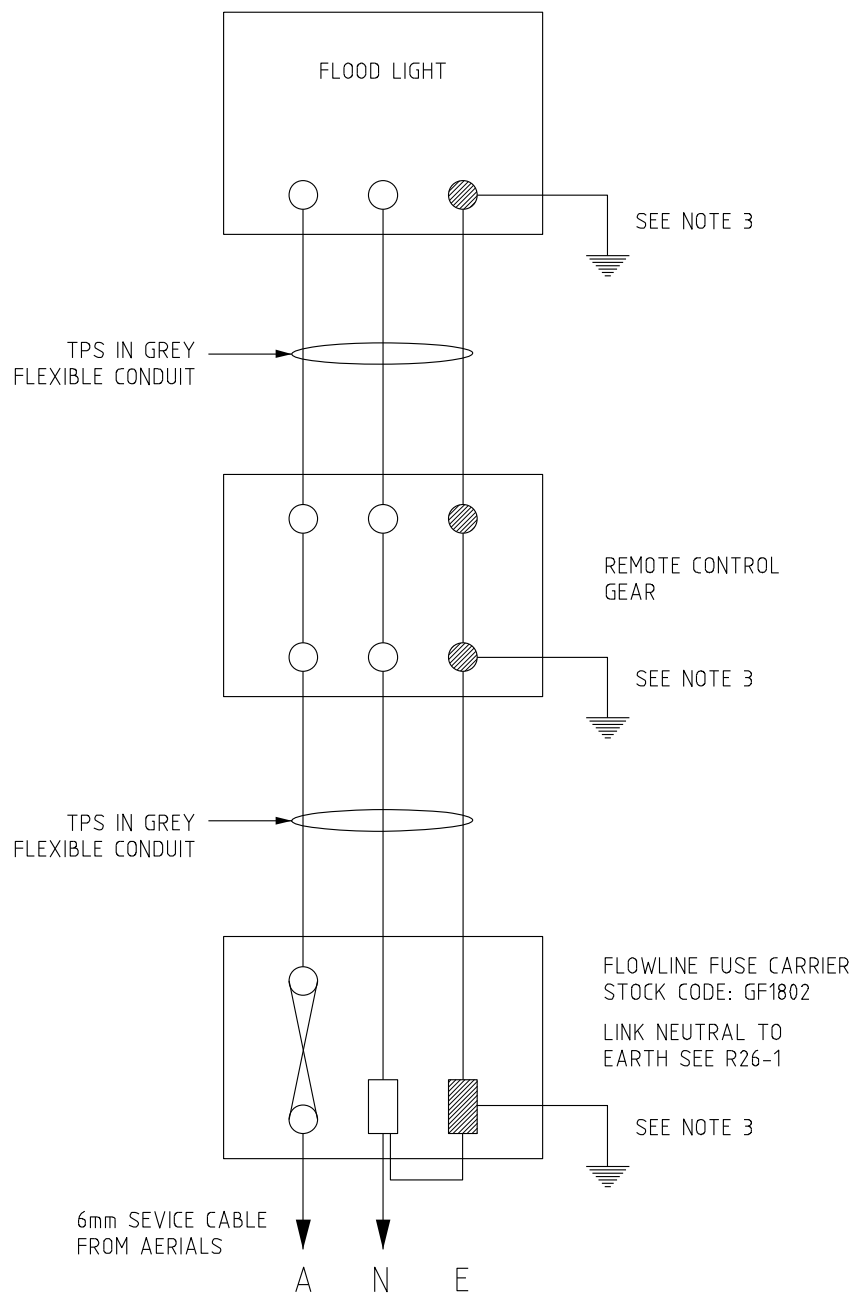 FLOOD LIGHT
SEE NOTE 3
TPS IN GREY
FLEXIBLE CONDUIT
REMOTE CONTROL
GEAR
SEE NOTE 3
TPS IN GREY
FLEXIBLE CONDUIT
FLOWLINE FUSE CARRIER
STOCK CODE: GF1802
LINK NEUTRAL TO
EARTH SEE R26-1
SEE NOTE 3
6mm SEVICE CABLE
FROM AERIALS
A N E